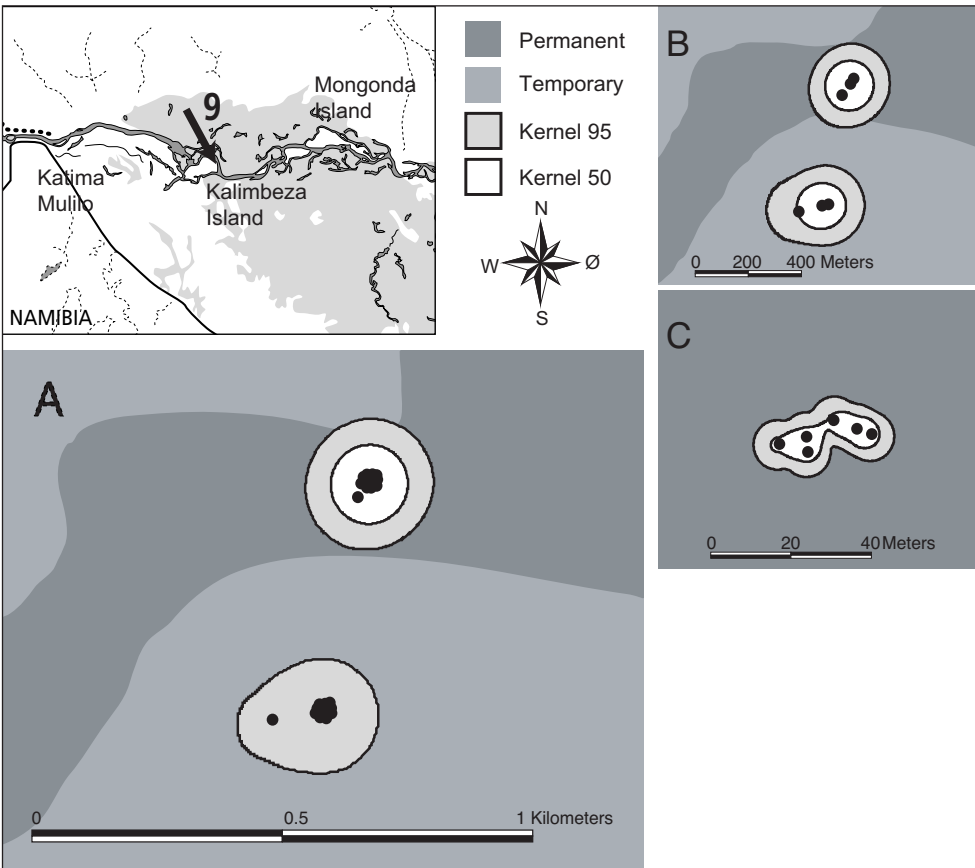 9
Mongonda
Island
Katima
Mulilo
Kalimbeza
Island
NAMIBIA
Permanent
Temporary
Kernel 95
Kernel 50
N
W Ø
S
B
0 200 400 Meters
C
0 20 40 Meters
A
0 0.5 1 Kilometers